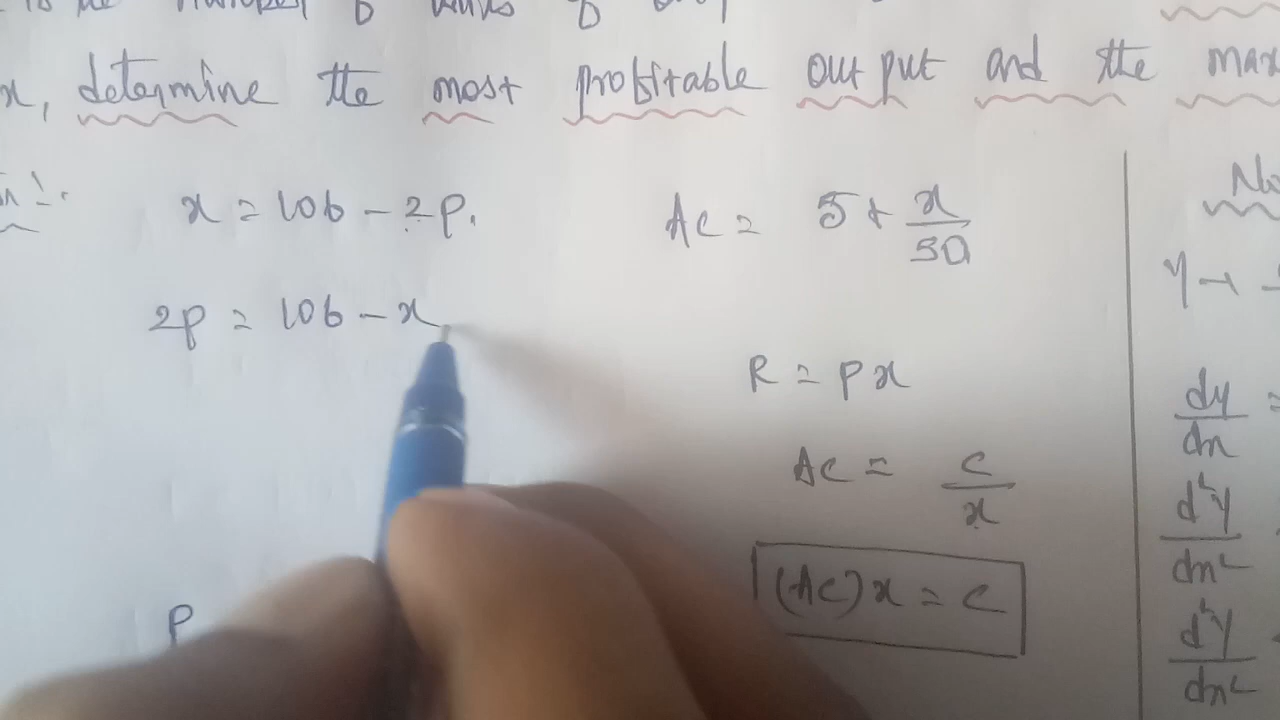 x, determine the most profitable output and the max
x = 106 - 2p.
2p = 106 - x
P
AC = 5 + x/50
R = px
AC = c/x
(AC)x = c
No
y →
dy/dx =
d²y/dx²
d²y/dx²